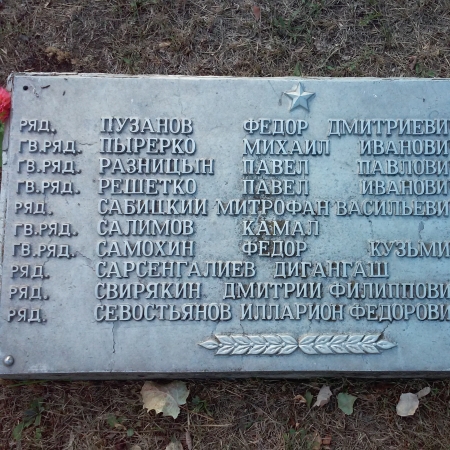 РЯД. ПУЗАНОВ ФЕДОР ДМИТРИЕВИ
ГВ.РЯД. ПЫРЕРКО МИХАИЛ ИВАНОВИ
ГВ.РЯД. РАЗНИЦЫН ПАВЕЛ ПАВЛОВИ
ГВ.РЯД. РЕШЕТКО ПАВЕЛ ИВАНОВИ
РЯД. САБИЦКИИ МИТРОФАН ВАСИЛЬЕВИ
ГВ.РЯД. САЛИМОВ КАМАЛ
ГВ.РЯД. САМОХИН ФЕДОР КУЗЬМИ
РЯД. САРСЕНГАЛИЕВ ДИГАНГАШ
РЯД. СВИРЯКИН ДМИТРИИ ФИЛИППОВИ
РЯД. СЕВОСТЬЯНОВ ИЛЛАРИОН ФЕДОРОВИ